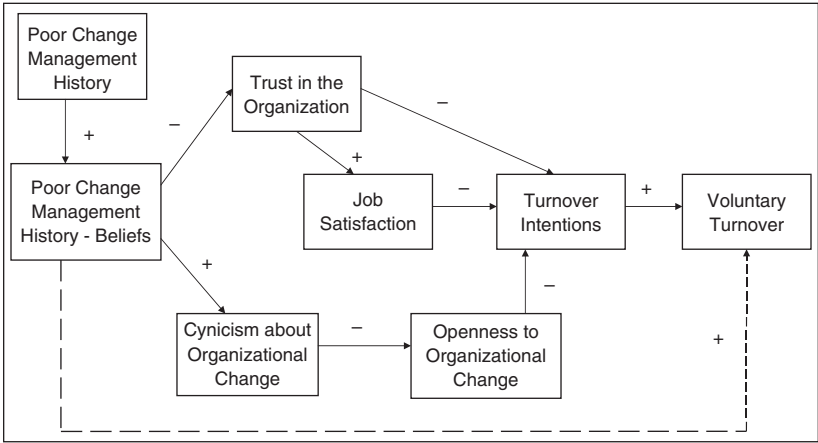 Poor Change
Management
History
+
–
Trust in the
Organization
–
+
Poor Change
Management
History - Beliefs
Job
Satisfaction
–
Turnover
Intentions
+
Voluntary
Turnover
+
–
Cynicism about
Organizational
Change
–
Openness to
Organizational
Change
+